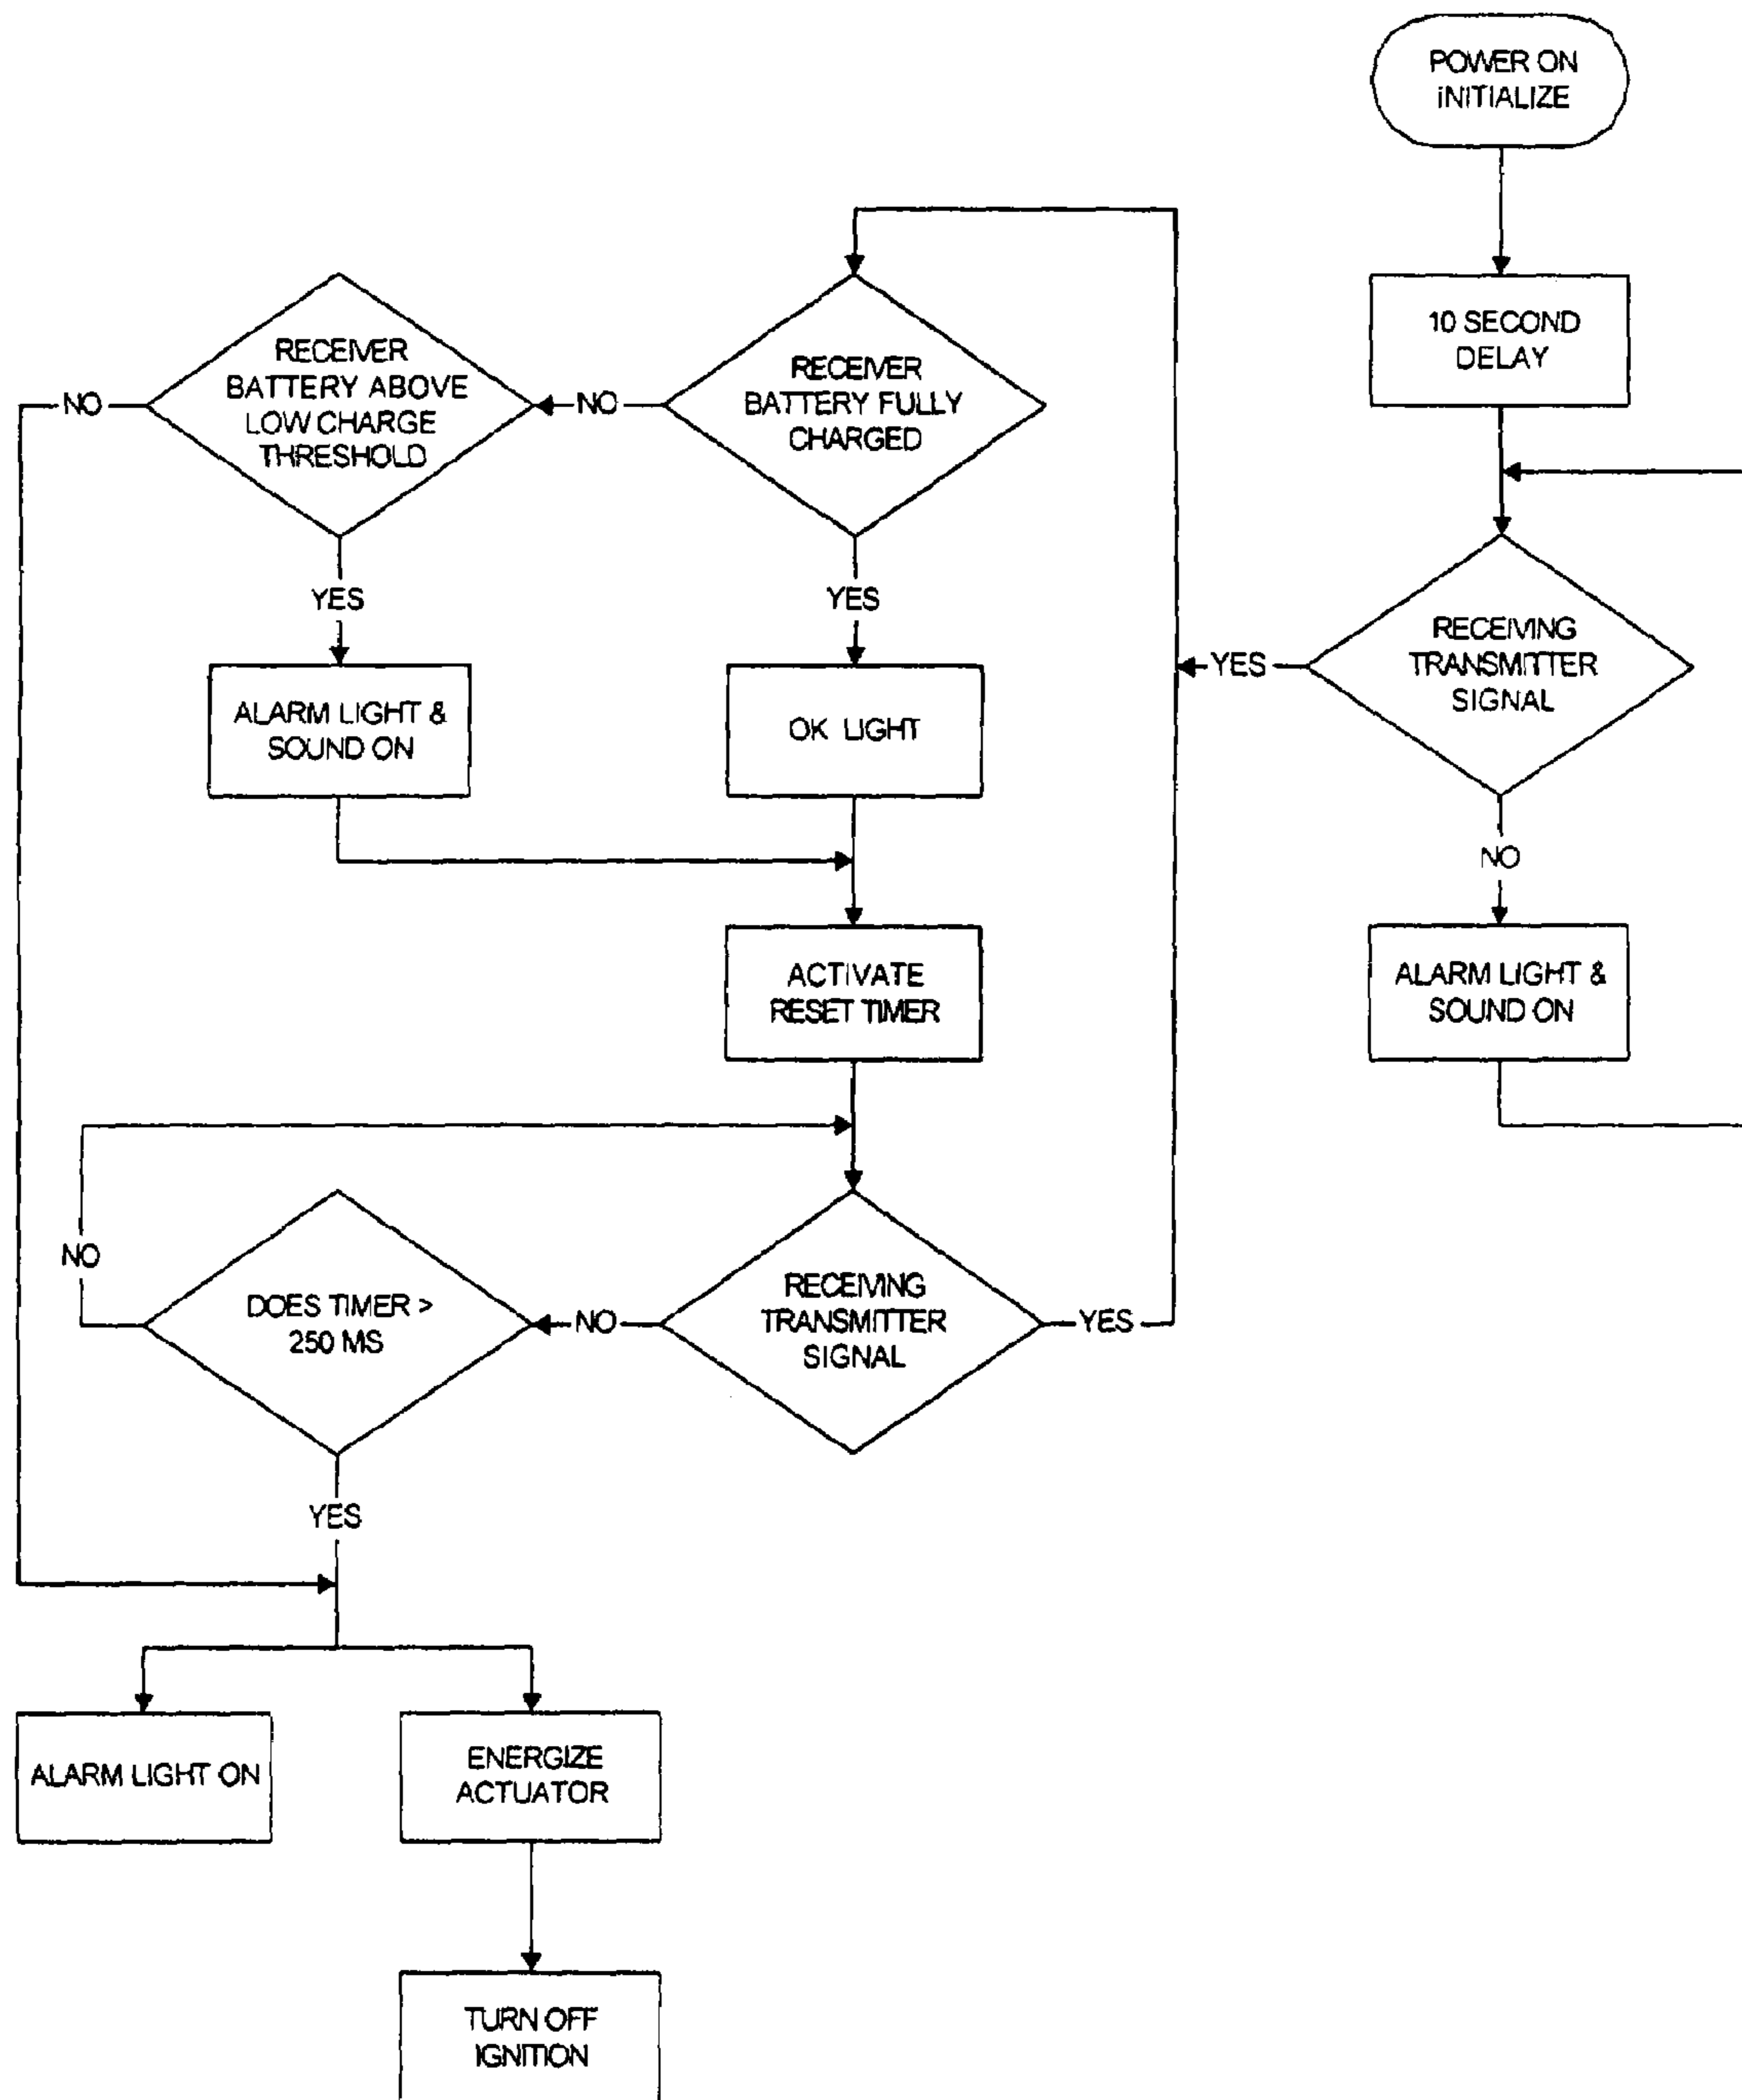 POWER ON
iNITIALIZE
10 SECOND
DELAY
RECEIVING
TRANSMITTER
SIGNAL
YES
NO
ALARM LIGHT &
SOUND ON
RECEIVER
BATTERY FULLY
CHARGED
NO
YES
OK LIGHT
RECEIVER
BATTERY ABOVE
LOW CHARGE
THRESHOLD
NO
YES
ALARM LIGHT &
SOUND ON
ACTIVATE
RESET TIMER
RECEIVING
TRANSMITTER
SIGNAL
YES
NO
DOES TIMER >
250 MS
NO
YES
ALARM LIGHT ON
ENERGIZE
ACTUATOR
TURN OFF
IGNITION